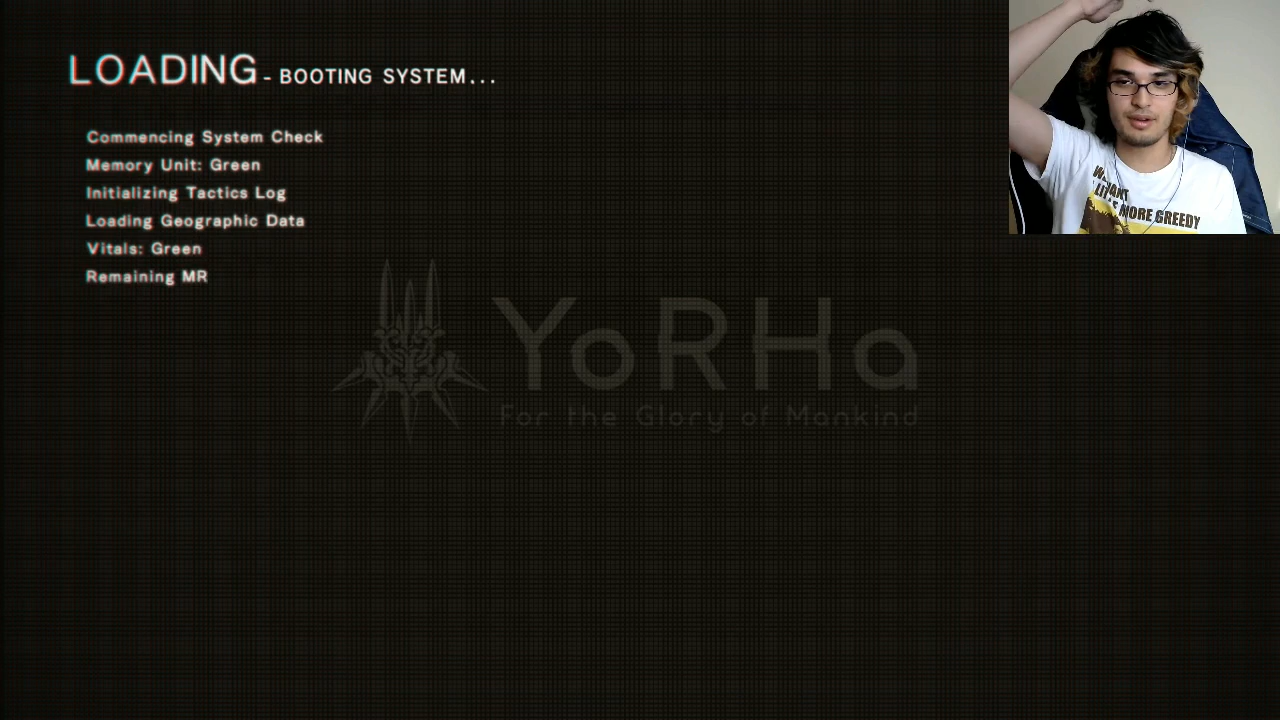 LOADING - BOOTING SYSTEM...
Commencing System Check
Memory Unit: Green
Initializing Tactics Log
Loading Geographic Data
Vitals: Green
Remaining MR
YoRHa
For the Glory of Mankind
MORE GREEDY